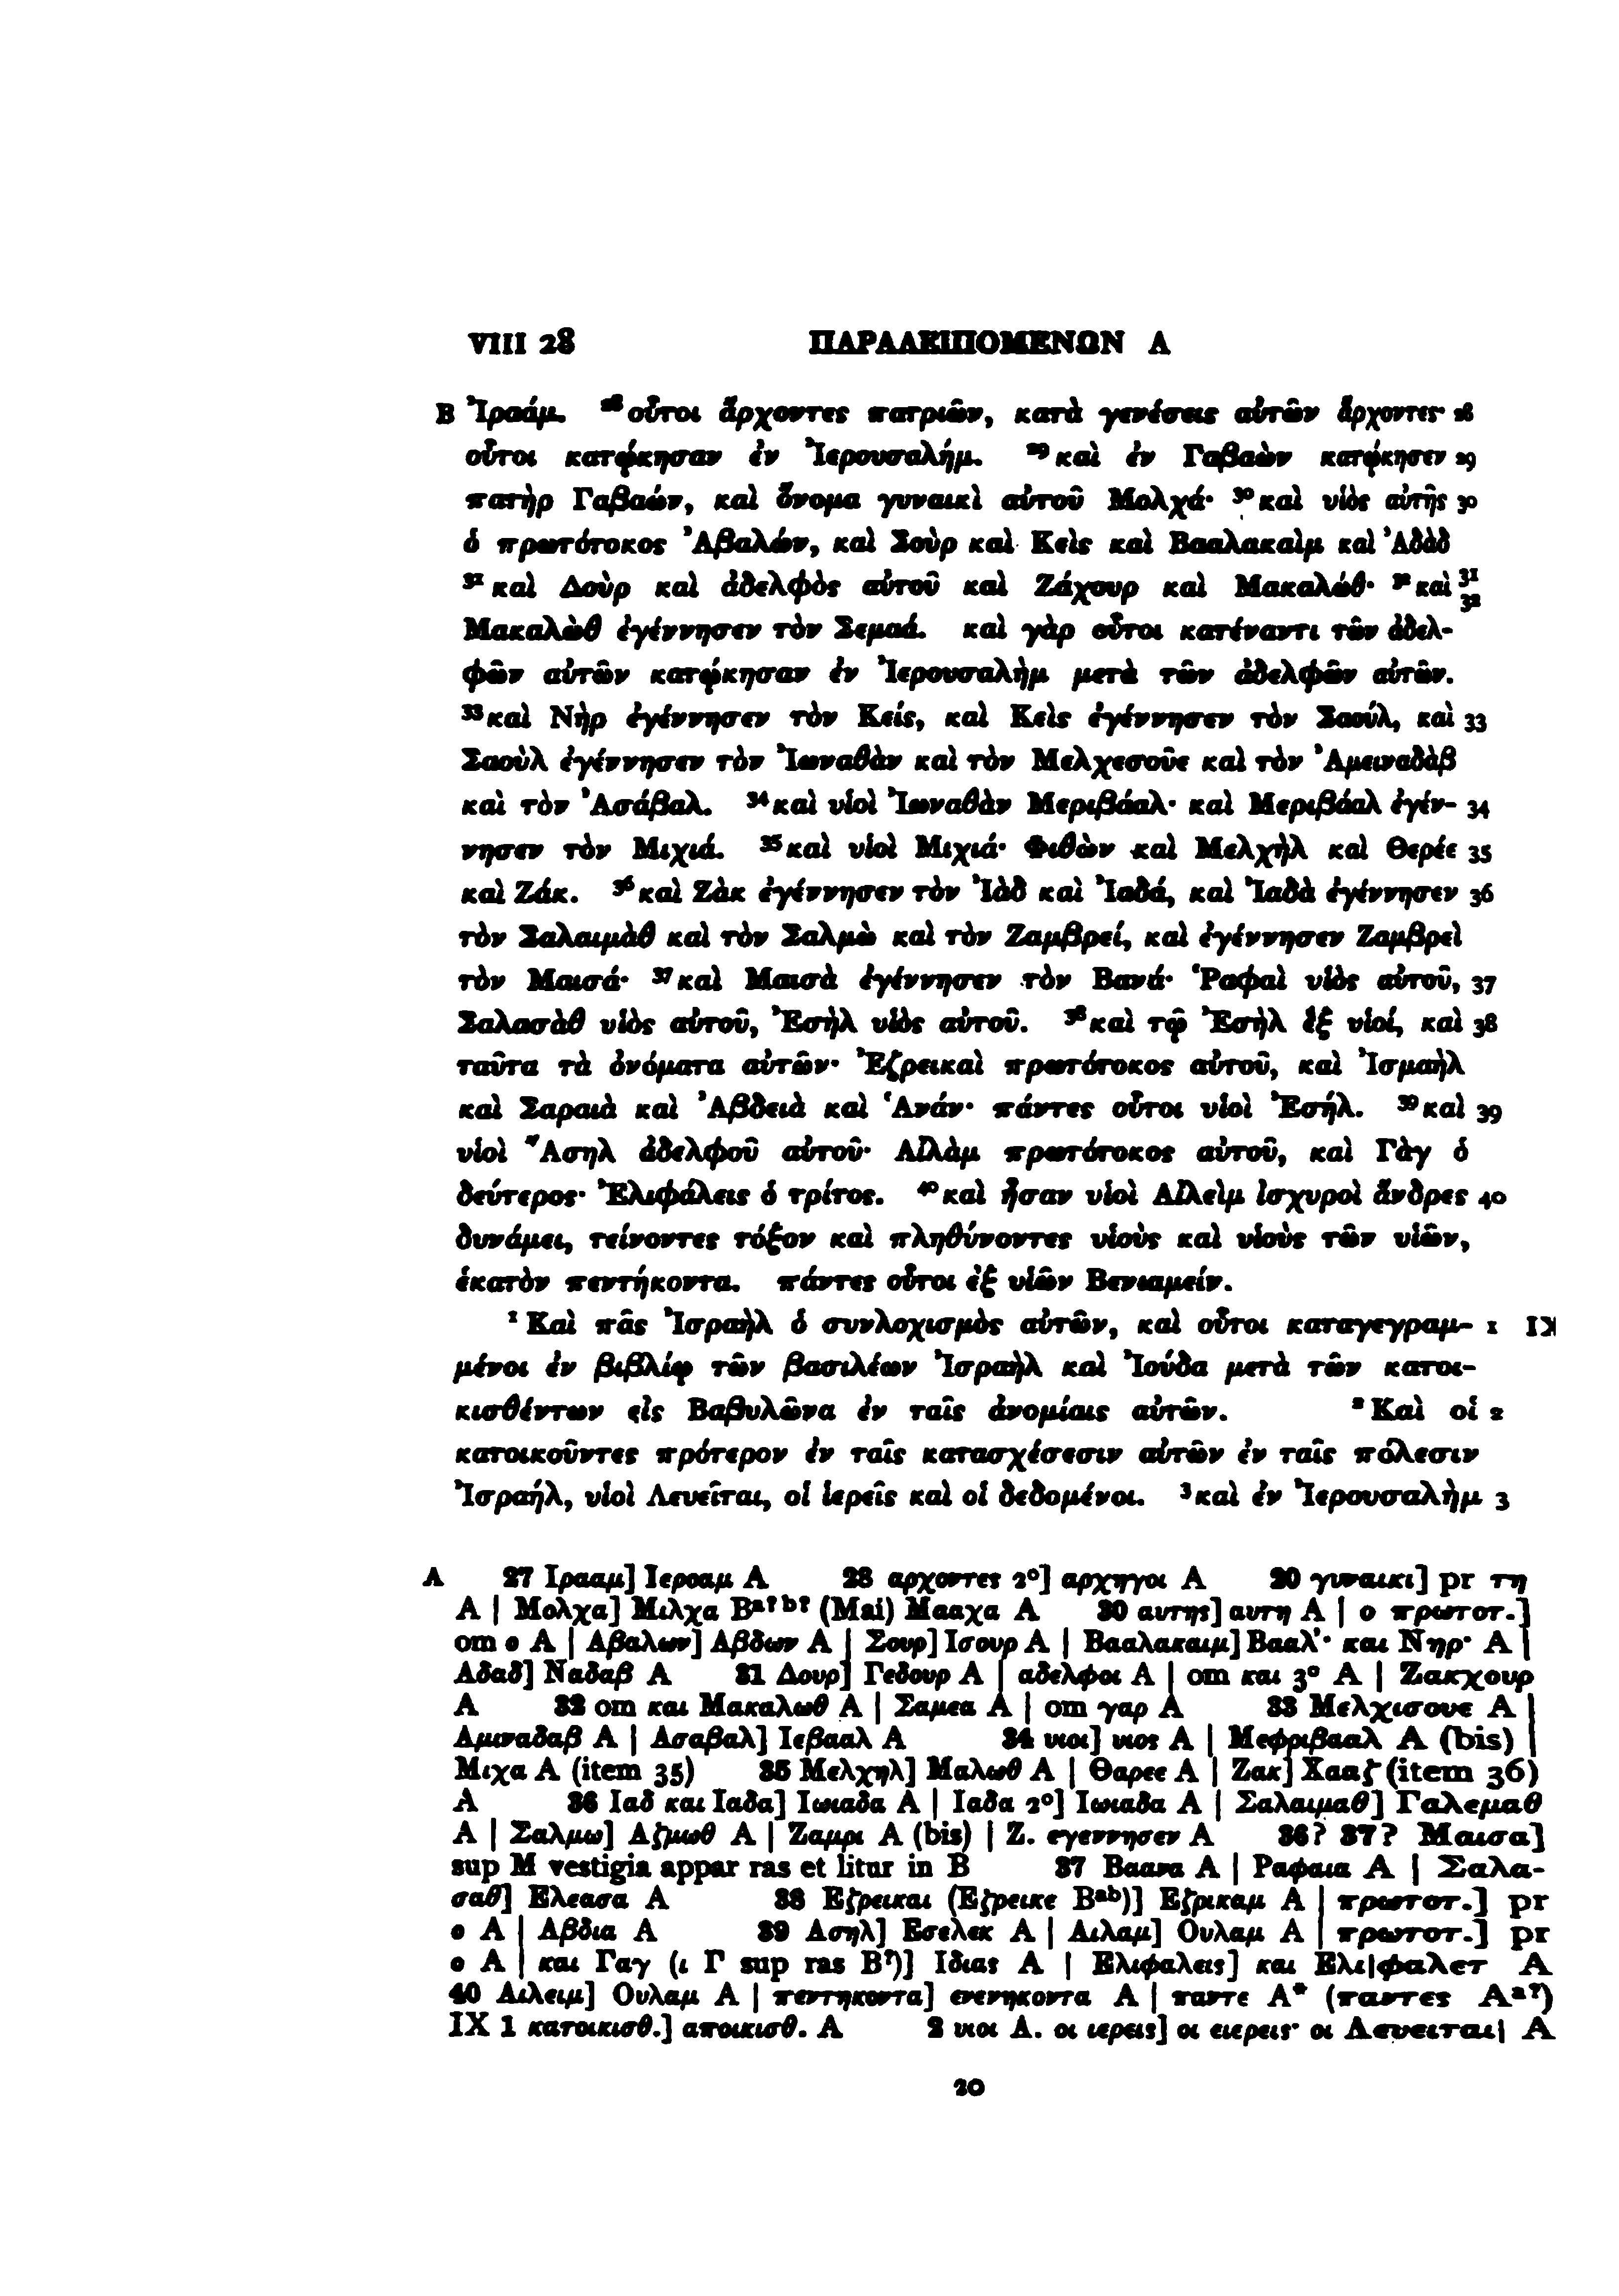 VIII 28 ΠΑΡΑΛΕΙΠΟΜΕΝΩΝ Α
B Ἰραάμ. ²⁸οὗτοι ἄρχοντες πατριῶν, κατὰ γενέσεις αὐτῶν ἄρχοντες· 28
οὗτοι κατῴκησαν ἐν Ἰερουσαλήμ. ²⁹καὶ ἐν Γαβαὼν κατῴκησεν 29
πατὴρ Γαβαών, καὶ ὄνομα γυναικὶ αὐτοῦ Μολχά· ³⁰καὶ υἱὸς αὐτῆς 30
ὁ πρωτότοκος Ἀβαλών, καὶ Σοὺρ καὶ Κεὶς καὶ Βααλακαὶμ καὶ Ἀδὰδ
³¹καὶ Δοὺρ καὶ ἀδελφὸς αὐτοῦ καὶ Ζάχουρ καὶ Μακαλώθ· ³²καὶ 31 32
Μακαλὼθ ἐγέννησεν τὸν Σεμαά. καὶ γὰρ οὗτοι κατέναντι τῶν ἀδελ-
φῶν αὐτῶν κατῴκησαν ἐν Ἰερουσαλὴμ μετὰ τῶν ἀδελφῶν αὐτῶν.
³³καὶ Νὴρ ἐγέννησεν τὸν Κείς, καὶ Κεὶς ἐγέννησεν τὸν Σαούλ, καὶ 33
Σαοὺλ ἐγέννησεν τὸν Ἰωναθὰν καὶ τὸν Μελχεσοῦε καὶ τὸν Ἀμειναδὰβ
καὶ τὸν Ἀσάβαλ. ³⁴καὶ υἱοὶ Ἰωναθὰν Μεριβάαλ· καὶ Μεριβάαλ ἐγέν- 34
νησεν τὸν Μιχιά. ³⁵καὶ υἱοὶ Μιχιά· Φιθὼν καὶ Μελχὴλ καὶ Θερέε 35
καὶ Ζάκ. ³⁶καὶ Ζὰκ ἐγέννησεν τὸν Ἰὰδ καὶ Ἰαδά, καὶ Ἰαδὰ ἐγέννησεν 36
τὸν Σαλαιμὰθ καὶ τὸν Σαλμὼ καὶ τὸν Ζαμβρεί, καὶ ἐγέννησεν Ζαμβρεὶ
τὸν Μαισά· ³⁷καὶ Μαισὰ ἐγέννησεν τὸν Βανά· Ῥαφαὶ υἱὸς αὐτοῦ, 37
Σαλασὰθ υἱὸς αὐτοῦ, Ἐσὴλ υἱὸς αὐτοῦ. ³⁸καὶ τῷ Ἐσὴλ ἓξ υἱοί, καὶ 38
ταῦτα τὰ ὀνόματα αὐτῶν· Ἐζρεικαὶ πρωτότοκος αὐτοῦ, καὶ Ἰσμαὴλ
καὶ Σαραιὰ καὶ Ἀβδειὰ καὶ Ἁνάν· πάντες οὗτοι υἱοὶ Ἐσήλ. ³⁹καὶ 39
υἱοὶ Ἄσηλ ἀδελφοῦ αὐτοῦ· Αἰλὰμ πρωτότοκος αὐτοῦ, καὶ Γὰγ ὁ
δεύτερος· Ἐλιφάλεις ὁ τρίτος. ⁴⁰καὶ ἦσαν υἱοὶ Αἰλεὶμ ἰσχυροὶ ἄνδρες 40
δυνάμει, τείνοντες τόξον καὶ πληθύνοντες υἱοὺς καὶ υἱοὺς τῶν υἱῶν,
ἑκατὸν πεντήκοντα. πάντες οὗτοι ἐξ υἱῶν Βενιαμείν.
¹Καὶ πᾶς Ἰσραὴλ ὁ συνλοχισμὸς αὐτῶν, καὶ οὗτοι καταγεγραμ- 1 IX
μένοι ἐν βιβλίῳ τῶν βασιλέων Ἰσραὴλ καὶ Ἰούδα μετὰ τῶν κατοι-
κισθέντων εἰς Βαβυλῶνα ἐν ταῖς ἀνομίαις αὐτῶν. ²Καὶ οἱ 2
κατοικοῦντες πρότερον ἐν ταῖς κατασχέσεσιν αὐτῶν ἐν ταῖς πόλεσιν
Ἰσραήλ, υἱοὶ Λευεῖται, οἱ ἱερεῖς καὶ οἱ δεδομένοι. ³καὶ ἐν Ἰερουσαλὴμ 3
A 27 Ιρααμ] Ιεροαμ A 28 αρχοντες 2°] αρχηγοι A 29 γυναικι] pr τη
A | Μολχα] Μιλχα Bᵃ?ᵇ? (Mai) Μααχα A 30 αυτης] αυτη A | ο πρωτοτ.]
om ο A | Αβαλων] Αβδων A | Σουρ] Ισουρ A | Βααλακαιμ] Βααλ'· και Νηρ· A |
Αδαδ] Ναδαβ A 31 Δουρ] Γεδουρ A | αδελφοι A | om και 3° A | Ζακχουρ
A 32 om και Μακαλωθ A | Σαμεα A | om γαρ A 33 Μελχισουε A |
Αμιναδαβ A | Ασαβαλ] Ιεβααλ A 34 υιοι] υιος A | Μεφριβααλ A (bis) |
Μιχα A (item 35) 35 Μελχηλ] Μαλωθ A | Θαρεε A | Ζακ] Χααζ (item 36)
A 36 Ιαδ και Ιαδα] Ιωιαδα A | Ιαδα 2°] Ιωιαδα A | Σαλαιμαθ] Γαλεμαθ
A | Σαλμω] Αζμωθ A | Ζαμρι A (bis) | Ζ. εγεννησεν A 36? 37? Μαισα]
sup Μ vestigia appar ras et litur in B 37 Βαανα A | Ραφαια A | Σαλα-
σαθ] Ελεασα A 38 Εζρεικαι (Εζρεικε Bᵃᵇ)] Εζρικαμ A | πρωτοτ.] pr
ο A | Αβδια A 39 Ασηλ] Εσελεκ A | Αιλαμ] Ουλαμ A | πρωτοτ.] pr
ο A | και Γαγ (ι Γ sup ras B?)] Ιδιας A | Ελιφαλεις] και Ελι|φαλετ A
40 Αιλειμ] Ουλαμ A | πεντηκοντα] ενενηκοντα A | παντε A* (παντες Aᵃ?)
IX 1 κατοικισθ.] αποικισθ. A 2 υιοι Λ. οι ιερεις] οι ειερεις· οι Λευειται| A
20